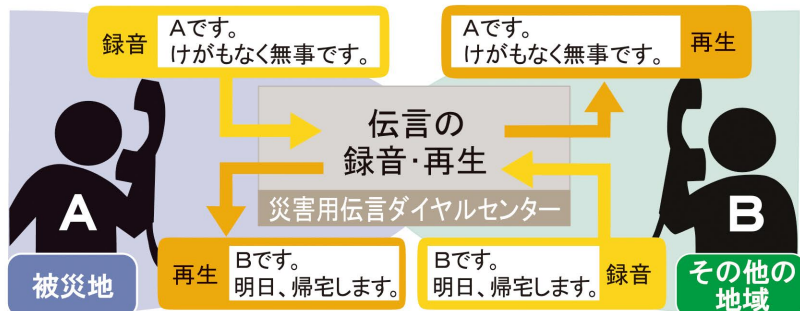 録音
Aです。
けがもなく無事です。
Aです。
けがもなく無事です。
再生
伝言の
録音・再生
災害用伝言ダイヤルセンター
A
B
再生
Bです。
明日、帰宅します。
Bです。
明日、帰宅します。
録音
被災地
その他の
地域